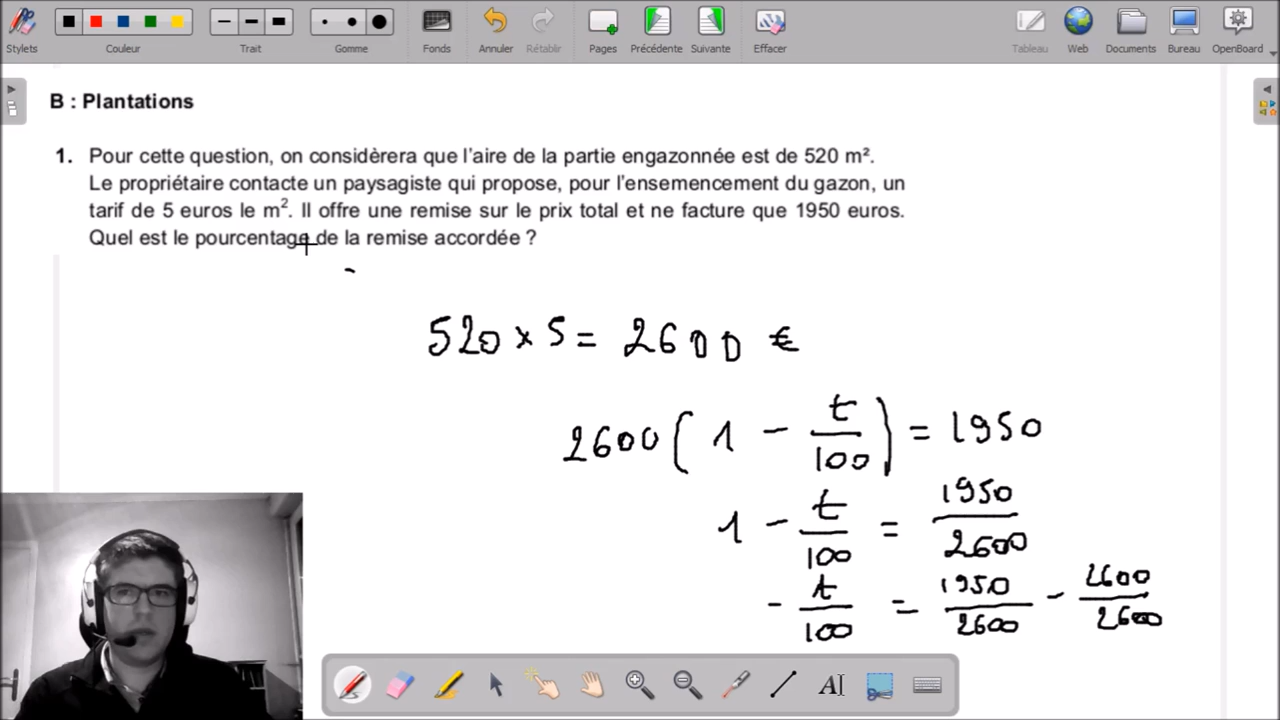 Stylets Couleur Trait Gomme Fonds Annuler Rétablir Pages Précédente Suivante Effacer Tableau Web Documents Bureau OpenBoard
B : Plantations
1. Pour cette question, on considèrera que l'aire de la partie engazonnée est de 520 m².
Le propriétaire contacte un paysagiste qui propose, pour l'ensemencement du gazon, un
tarif de 5 euros le m². Il offre une remise sur le prix total et ne facture que 1950 euros.
Quel est le pourcentage de la remise accordée ?
520 × 5 = 2600 €
2600 ( 1 - t/100 ) = 1950
1 - t/100 = 1950/2600
- t/100 = 1950/2600 - 2600/2600
AI